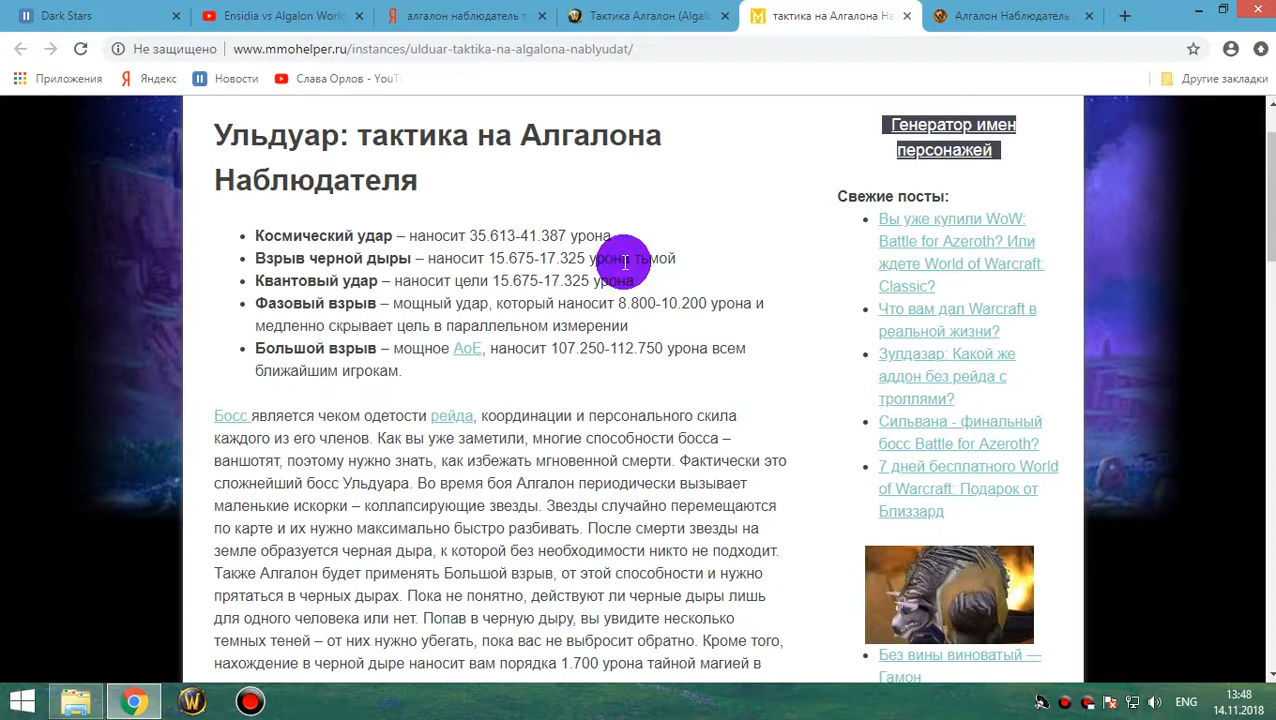 Dark Stars
Ensidia vs Algalon World
алгалон наблюдатель т
Тактика Алгалон (Algal
тактика на Алгалона Н
Алгалон Наблюдатель
Не защищено
www.mmohelper.ru/instances/ulduar-taktika-na-algalona-nablyudat/
Приложения
Яндекс
Новости
Слава Орлов - YouT
Другие закладки
Ульдуар: тактика на Алгалона
Наблюдателя
Космический удар – наносит 35.613-41.387 урона
Взрыв черной дыры – наносит 15.675-17.325 урона тьмой
Квантовый удар – наносит цели 15.675-17.325 урона
Фазовый взрыв – мощный удар, который наносит 8.800-10.200 урона и
медленно скрывает цель в параллельном измерении
Большой взрыв – мощное АоЕ, наносит 107.250-112.750 урона всем
ближайшим игрокам.
Босс является чеком одетости рейда, координации и персонального скила
каждого из его членов. Как вы уже заметили, многие способности босса –
ваншотят, поэтому нужно знать, как избежать мгновенной смерти. Фактически это
сложнейший босс Ульдуара. Во время боя Алгалон периодически вызывает
маленькие искорки – коллапсирующие звезды. Звезды случайно перемещаются
по карте и их нужно максимально быстро разбивать. После смерти звезды на
земле образуется черная дыра, к которой без необходимости никто не подходит.
Также Алгалон будет применять Большой взрыв, от этой способности и нужно
прятаться в черных дырах. Пока не понятно, действуют ли черные дыры лишь
для одного человека или нет. Попав в черную дыру, вы увидите несколько
темных теней – от них нужно убегать, пока вас не выбросит обратно. Кроме того,
нахождение в черной дыре наносит вам порядка 1.700 урона тайной магией в
Генератор имен
персонажей
Свежие посты:
Вы уже купили WoW:
Battle for Azeroth? Или
ждете World of Warcraft:
Classic?
Что вам дал Warcraft в
реальной жизни?
Зулдазар: Какой же
аддон без рейда с
троллями?
Сильвана - финальный
босс Battle for Azeroth?
7 дней бесплатного World
of Warcraft: Подарок от
Близзард
Без вины виноватый —
Гамон
ENG
13:48
14.11.2018